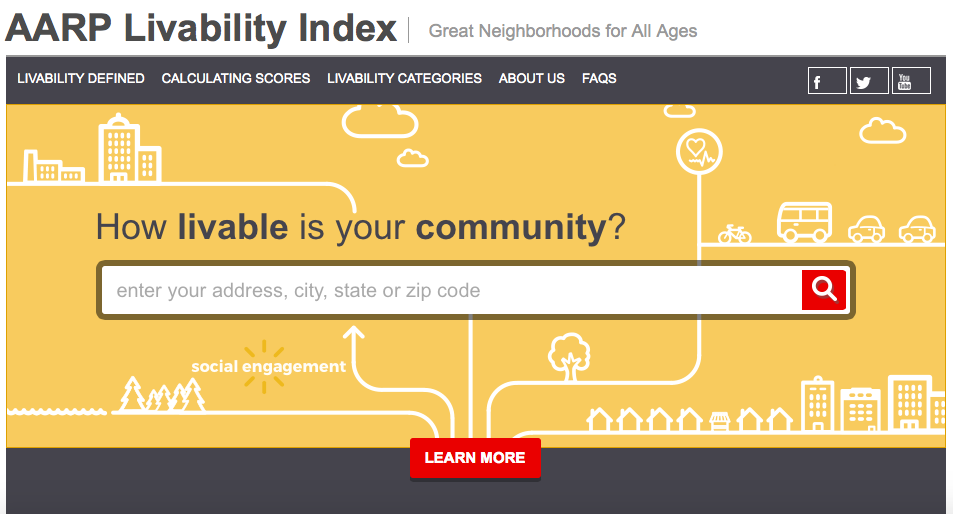 AARP Livability Index
Great Neighborhoods for All Ages
LIVABILITY DEFINED CALCULATING SCORES LIVABILITY CATEGORIES ABOUT US FAQS
f
You
Tube
How livable is your community?
enter your address, city, state or zip code
social engagement
LEARN MORE